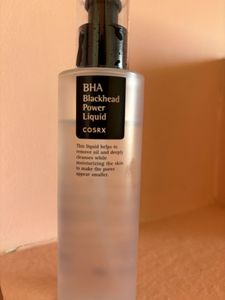 BHA
Blackhead
Power
Liquid
COSRX
This liquid helps to
remove oil and deeply
cleanses while
moisturizing the skin
to make the pores
appear smaller.